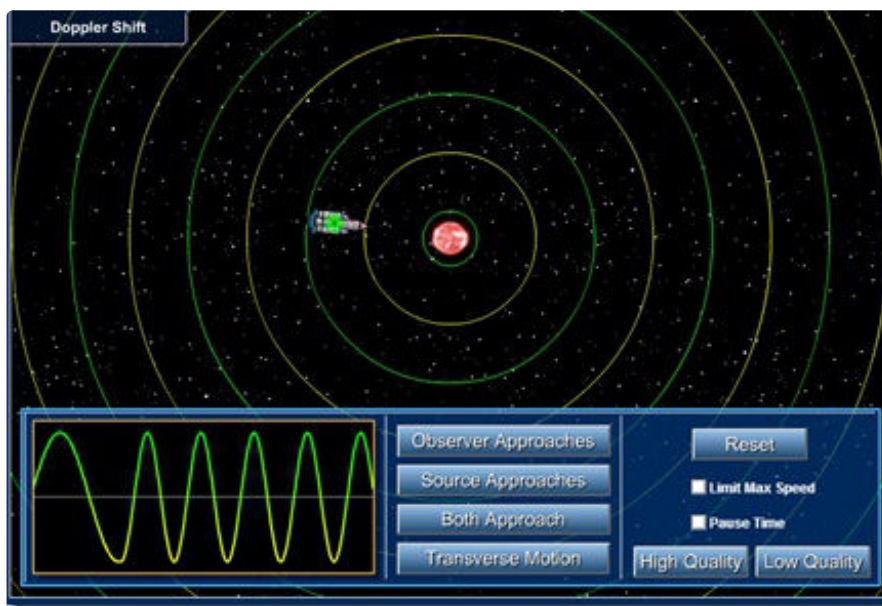 Doppler Shift
Observer Approaches
Source Approaches
Both Approach
Transverse Motion
Reset
Limit Max Speed
Pause Time
High Quality
Low Quality